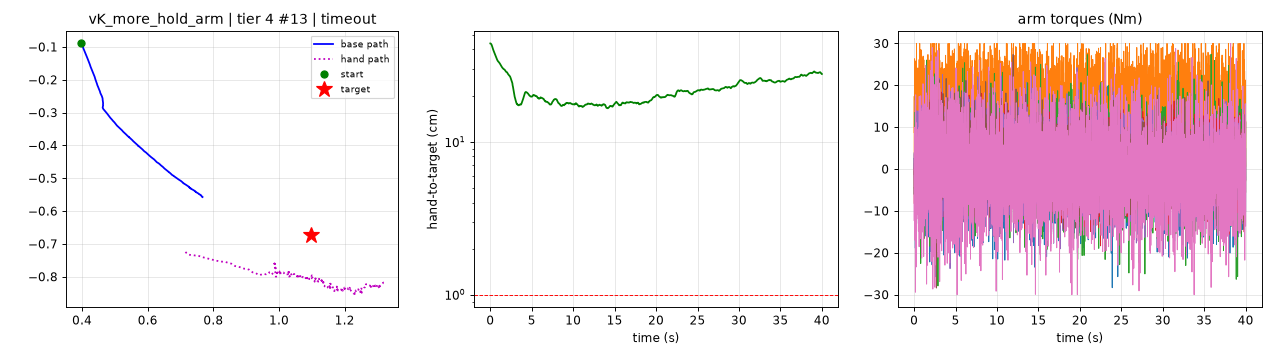 vK_more_hold_arm | tier 4 #13 | timeout
−0.1
−0.2
−0.3
−0.4
−0.5
−0.6
−0.7
−0.8
0.4 0.6 0.8 1.0 1.2
base path
hand path
start
target
hand-to-target (cm)
10¹
10⁰
0 5 10 15 20 25 30 35 40
time (s)
arm torques (Nm)
30
20
10
0
−10
−20
−30
0 5 10 15 20 25 30 35 40
time (s)